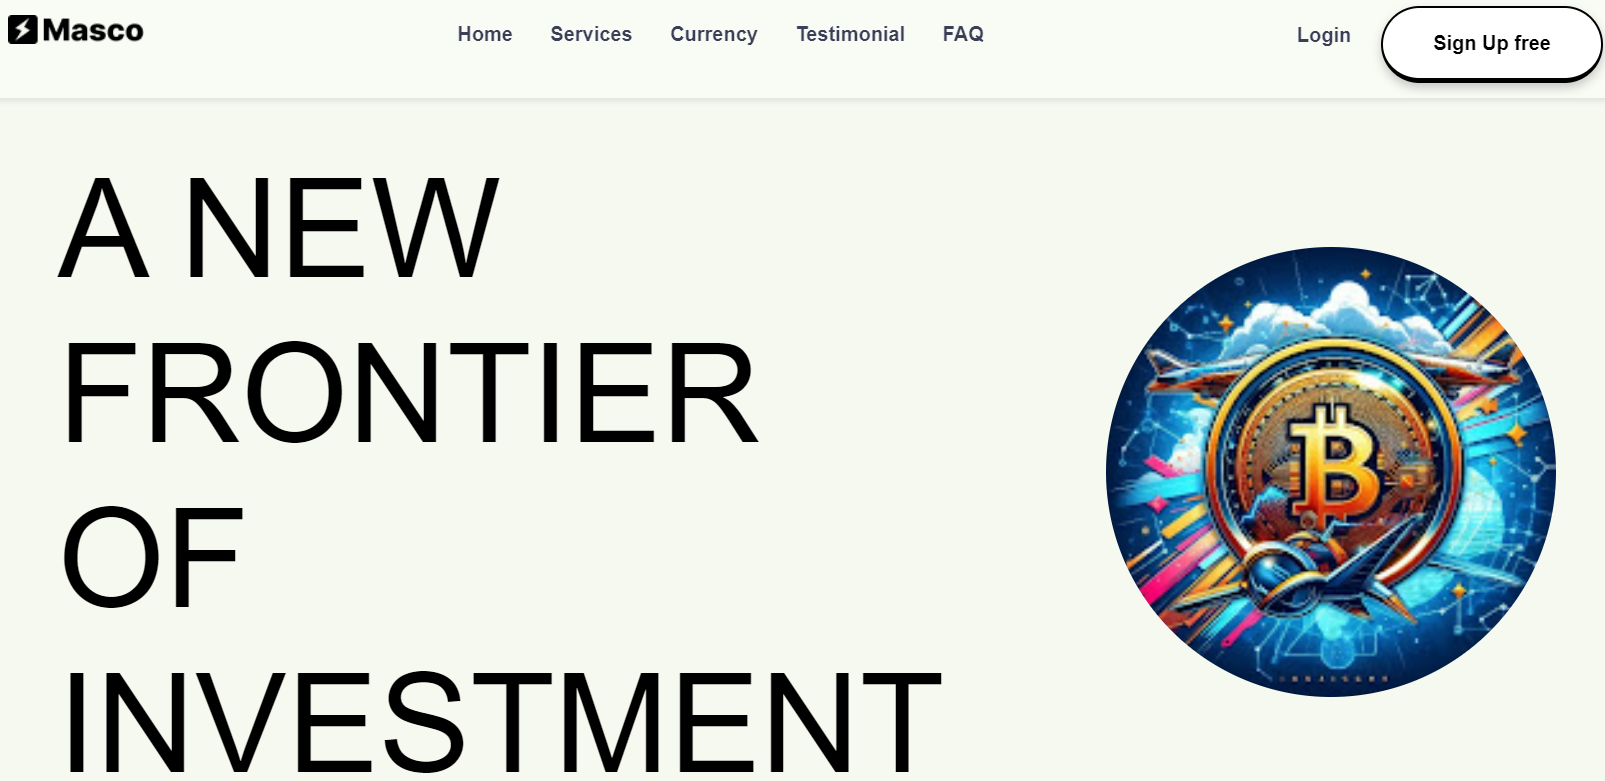 Masco
Home Services Currency Testimonial FAQ
Login
Sign Up free
A NEW
FRONTIER
OF
INVESTMENT